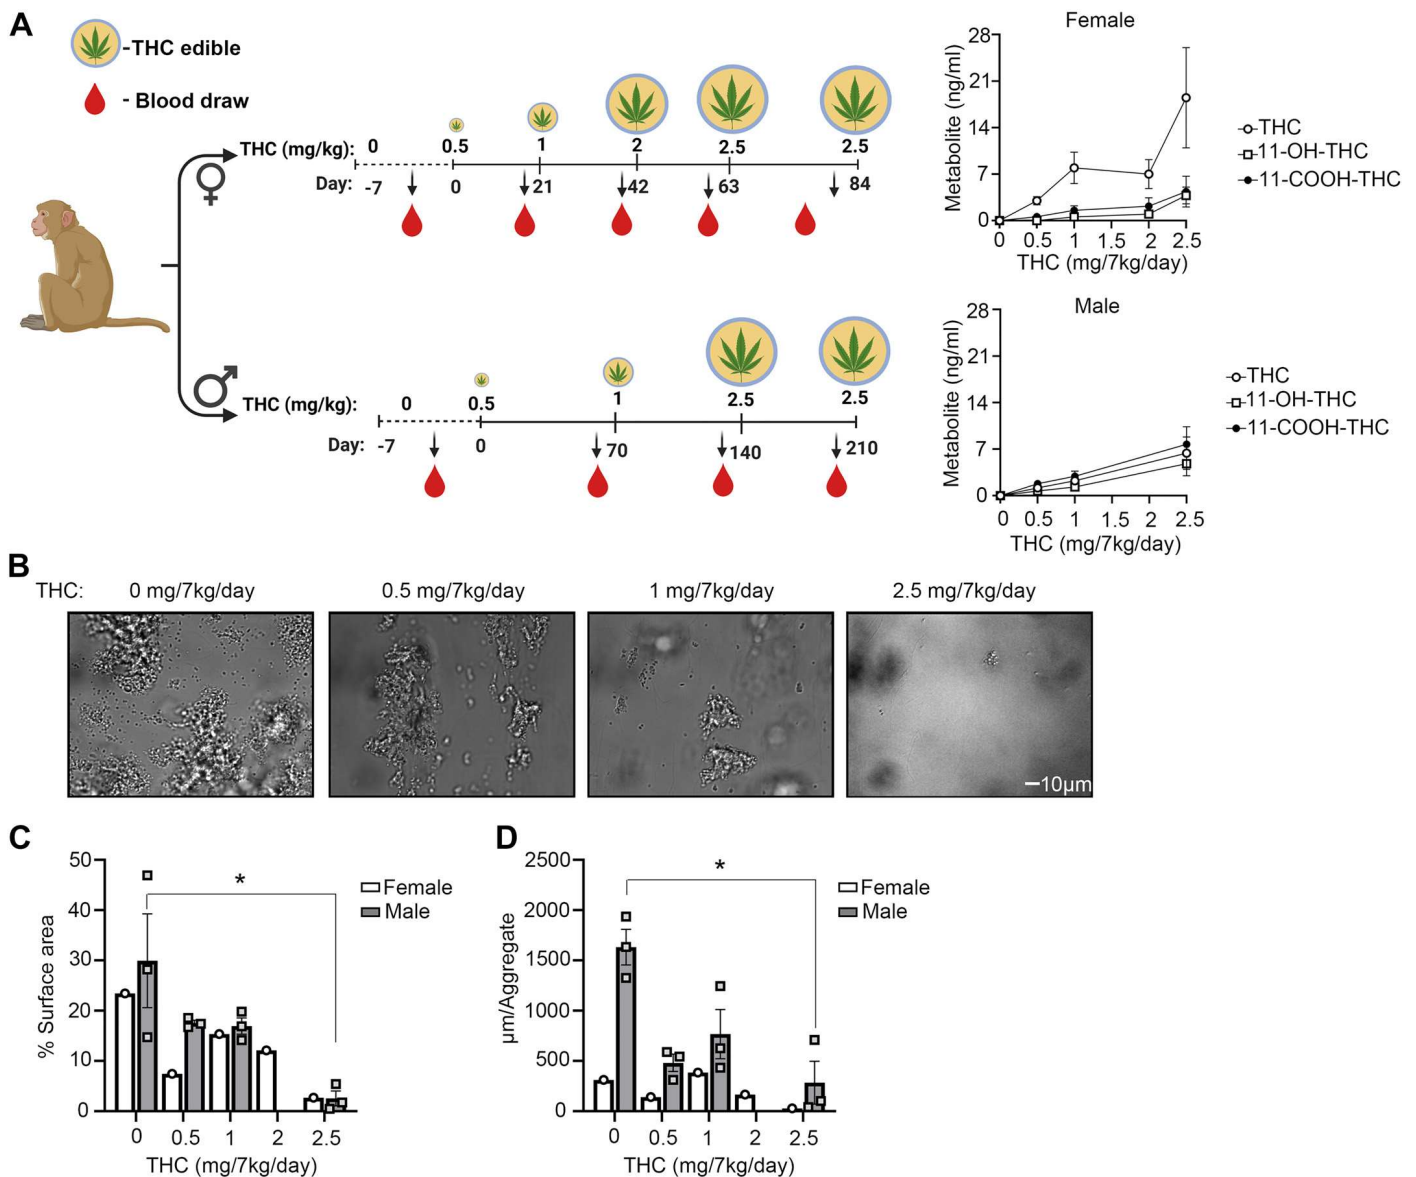 A
-THC edible
- Blood draw
THC (mg/kg): 0 0.5 1 2 2.5 2.5
Day: -7 0 21 42 63 84
THC (mg/kg): 0 0.5 1 2.5 2.5
Day: -7 0 70 140 210
Female
Metabolite (ng/ml)
28
21
14
7
0
0 0.5 1 1.5 2 2.5
THC (mg/7kg/day)
THC
11-OH-THC
11-COOH-THC
Male
Metabolite (ng/ml)
28
21
14
7
0
0 0.5 1 1.5 2 2.5
THC (mg/7kg/day)
THC
11-OH-THC
11-COOH-THC
B
THC: 0 mg/7kg/day 0.5 mg/7kg/day 1 mg/7kg/day 2.5 mg/7kg/day
10µm
C
% Surface area
50
40
30
20
10
0
*
Female
Male
0 0.5 1 2 2.5
THC (mg/7kg/day)
D
µm/Aggregate
2500
2000
1500
1000
500
0
*
Female
Male
0 0.5 1 2 2.5
THC (mg/7kg/day)